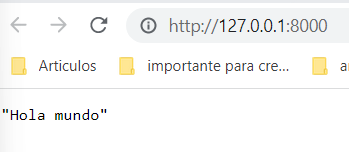 http://127.0.0.1:8000
Articulos importante para cre...
"Hola mundo"